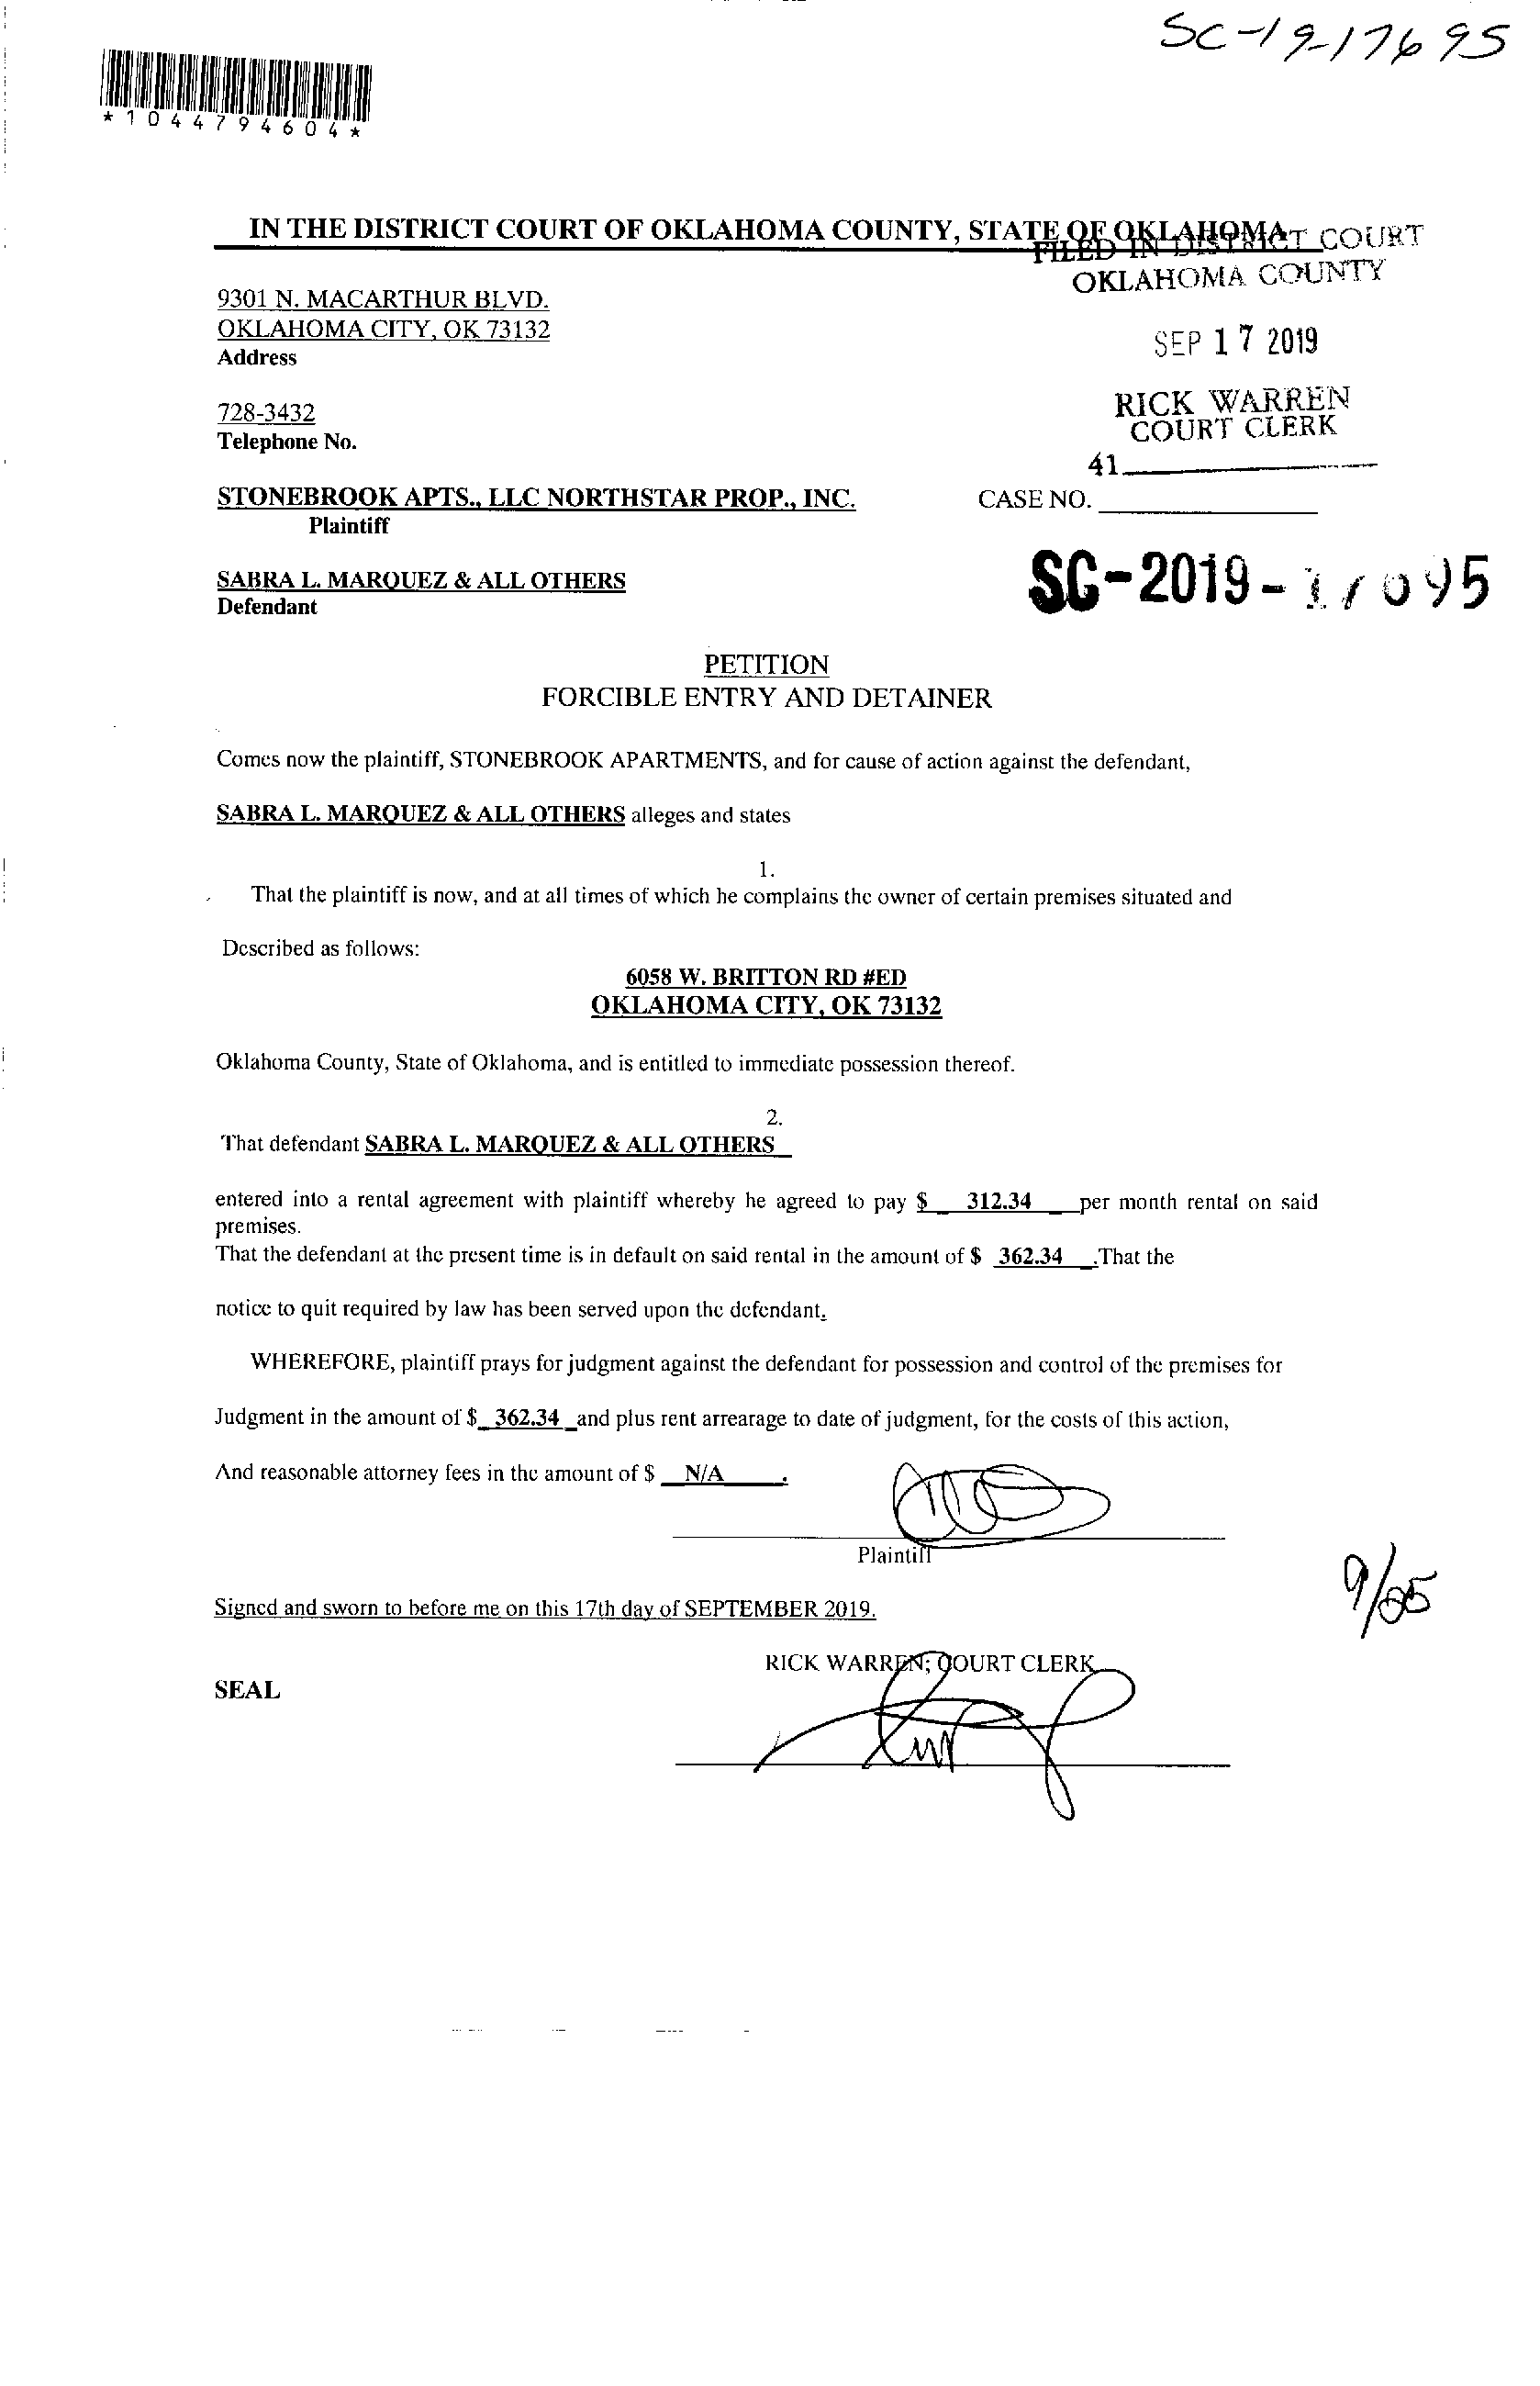 SC-19-17695
*1044794604*
IN THE DISTRICT COURT OF OKLAHOMA COUNTY, STATE OF OKLAHOMA
FILED IN DISTRICT COURT
OKLAHOMA COUNTY
9301 N. MACARTHUR BLVD.
OKLAHOMA CITY, OK 73132
Address
SEP 17 2019
728-3432
Telephone No.
RICK WARREN
COURT CLERK
41
STONEBROOK APTS., LLC NORTHSTAR PROP., INC.
Plaintiff
CASE NO.
SABRA L. MARQUEZ & ALL OTHERS
Defendant
SC-2019-
PETITION
FORCIBLE ENTRY AND DETAINER
Comes now the plaintiff, STONEBROOK APARTMENTS, and for cause of action against the defendant,
SABRA L. MARQUEZ & ALL OTHERS alleges and states
1.
That the plaintiff is now, and at all times of which he complains the owner of certain premises situated and
Described as follows:
6058 W. BRITTON RD #ED
OKLAHOMA CITY, OK 73132
Oklahoma County, State of Oklahoma, and is entitled to immediate possession thereof.
2.
That defendant SABRA L. MARQUEZ & ALL OTHERS
entered into a rental agreement with plaintiff whereby he agreed to pay $ 312.34 per month rental on said
premises.
That the defendant at the present time is in default on said rental in the amount of $ 362.34 .That the
notice to quit required by law has been served upon the defendant.
WHEREFORE, plaintiff prays for judgment against the defendant for possession and control of the premises for
Judgment in the amount of $ 362.34 and plus rent arrearage to date of judgment, for the costs of this action,
And reasonable attorney fees in the amount of $ N/A .
Plaintiff
Signed and sworn to before me on this 17th day of SEPTEMBER 2019.
RICK WARREN; COURT CLERK
SEAL